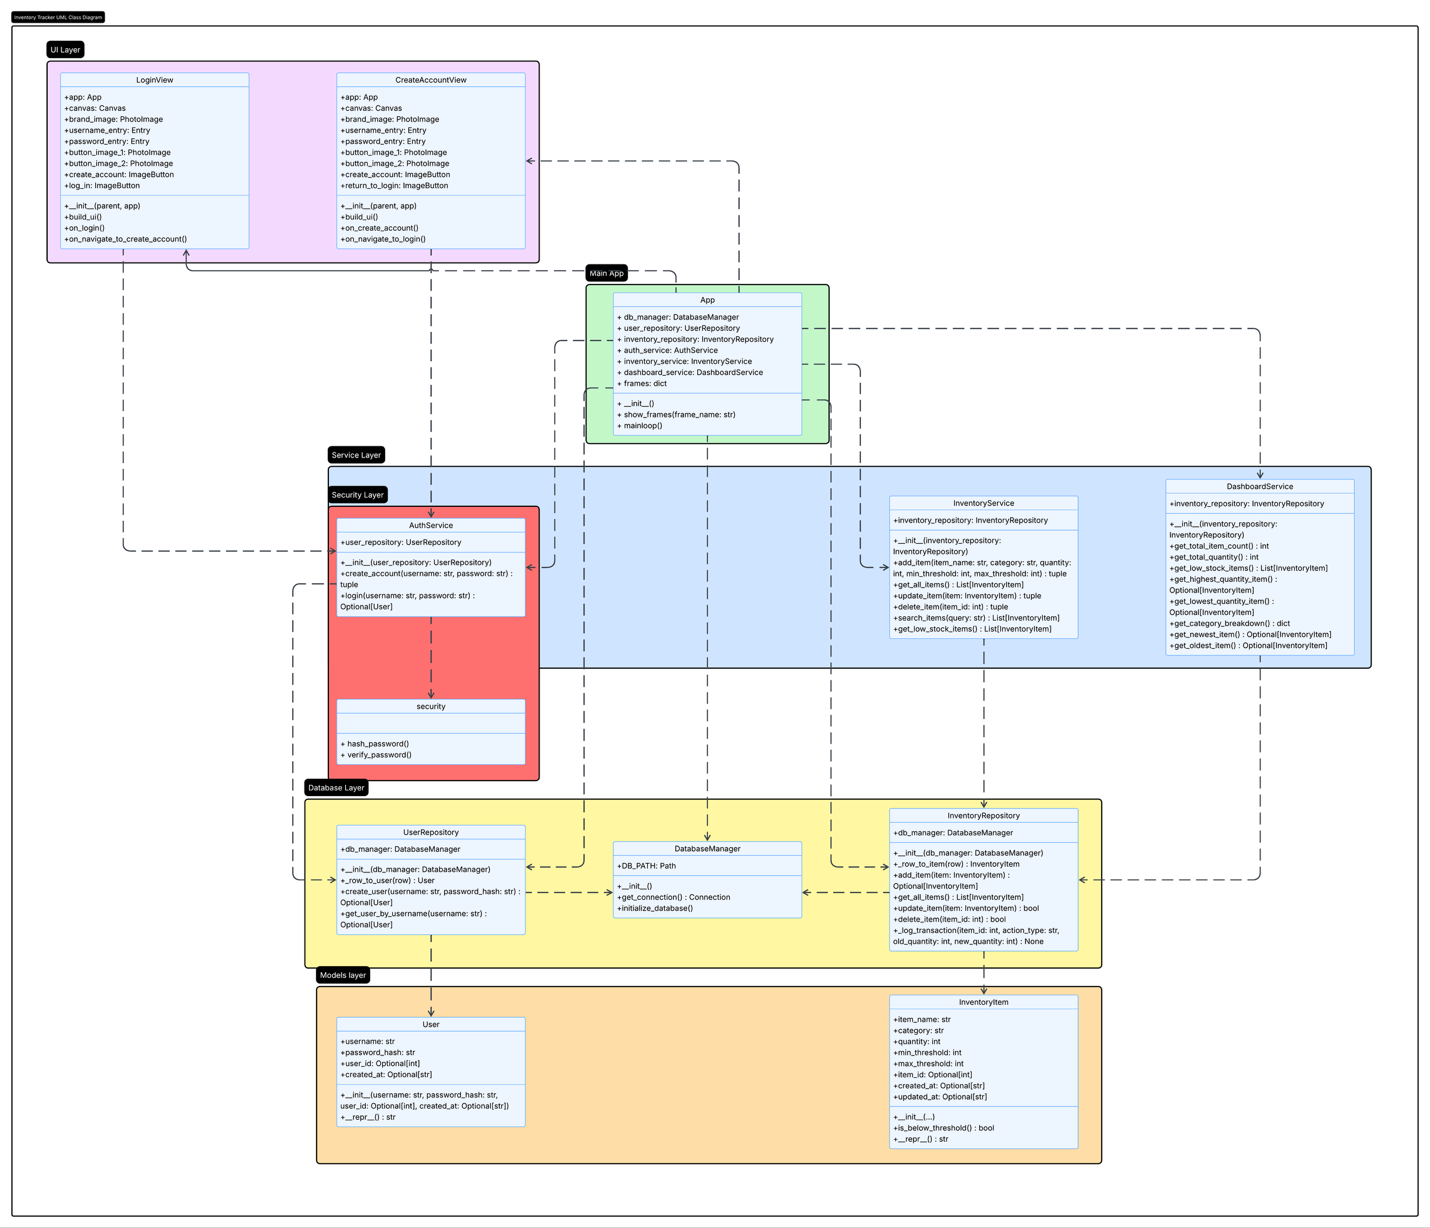 Inventory Tracker UML Class Diagram
UI Layer
LoginView
+app: App
+canvas: Canvas
+brand_image: PhotoImage
+username_entry: Entry
+password_entry: Entry
+button_image_1: PhotoImage
+button_image_2: PhotoImage
+create_account: ImageButton
+log_in: ImageButton
+__init__(parent, app)
+build_ui()
+on_login()
+on_navigate_to_create_account()
CreateAccountView
+app: App
+canvas: Canvas
+brand_image: PhotoImage
+username_entry: Entry
+password_entry: Entry
+button_image_1: PhotoImage
+button_image_2: PhotoImage
+create_account: ImageButton
+return_to_login: ImageButton
+__init__(parent, app)
+build_ui()
+on_create_account()
+on_navigate_to_login()
Main App
App
+ db_manager: DatabaseManager
+ user_repository: UserRepository
+ inventory_repository: InventoryRepository
+ auth_service: AuthService
+ inventory_service: InventoryService
+ dashboard_service: DashboardService
+ frames: dict
+ __init__()
+ show_frames(frame_name: str)
+ mainloop()
Service Layer
Security Layer
AuthService
+user_repository: UserRepository
+__init__(user_repository: UserRepository)
+create_account(username: str, password: str) :
tuple
+login(username: str, password: str) :
Optional[User]
security
+ hash_password()
+ verify_password()
InventoryService
+inventory_repository: InventoryRepository
+__init__(inventory_repository:
InventoryRepository)
+add_item(item_name: str, category: str, quantity:
int, min_threshold: int, max_threshold: int) : tuple
+get_all_items() : List[InventoryItem]
+update_item(item: InventoryItem) : tuple
+delete_item(item_id: int) : tuple
+search_items(query: str) : List[InventoryItem]
+get_low_stock_items() : List[InventoryItem]
DashboardService
+inventory_repository: InventoryRepository
+__init__(inventory_repository:
InventoryRepository)
+get_total_item_count() : int
+get_total_quantity() : int
+get_low_stock_items() : List[InventoryItem]
+get_highest_quantity_item() :
Optional[InventoryItem]
+get_lowest_quantity_item() :
Optional[InventoryItem]
+get_category_breakdown() : dict
+get_newest_item() : Optional[InventoryItem]
+get_oldest_item() : Optional[InventoryItem]
Database Layer
UserRepository
+db_manager: DatabaseManager
+__init__(db_manager: DatabaseManager)
+_row_to_user(row) : User
+create_user(username: str, password_hash: str) :
Optional[User]
+get_user_by_username(username: str) :
Optional[User]
DatabaseManager
+DB_PATH: Path
+__init__()
+get_connection() : Connection
+initialize_database()
InventoryRepository
+db_manager: DatabaseManager
+__init__(db_manager: DatabaseManager)
+_row_to_item(row) : InventoryItem
+add_item(item: InventoryItem) :
Optional[InventoryItem]
+get_all_items() : List[InventoryItem]
+update_item(item: InventoryItem) : bool
+delete_item(item_id: int) : bool
+_log_transaction(item_id: int, action_type: str,
old_quantity: int, new_quantity: int) : None
Models layer
User
+username: str
+password_hash: str
+user_id: Optional[int]
+created_at: Optional[str]
+__init__(username: str, password_hash: str,
user_id: Optional[int], created_at: Optional[str])
+__repr__() : str
InventoryItem
+item_name: str
+category: str
+quantity: int
+min_threshold: int
+max_threshold: int
+item_id: Optional[int]
+created_at: Optional[str]
+updated_at: Optional[str]
+__init__(...)
+is_below_threshold() : bool
+__repr__() : str